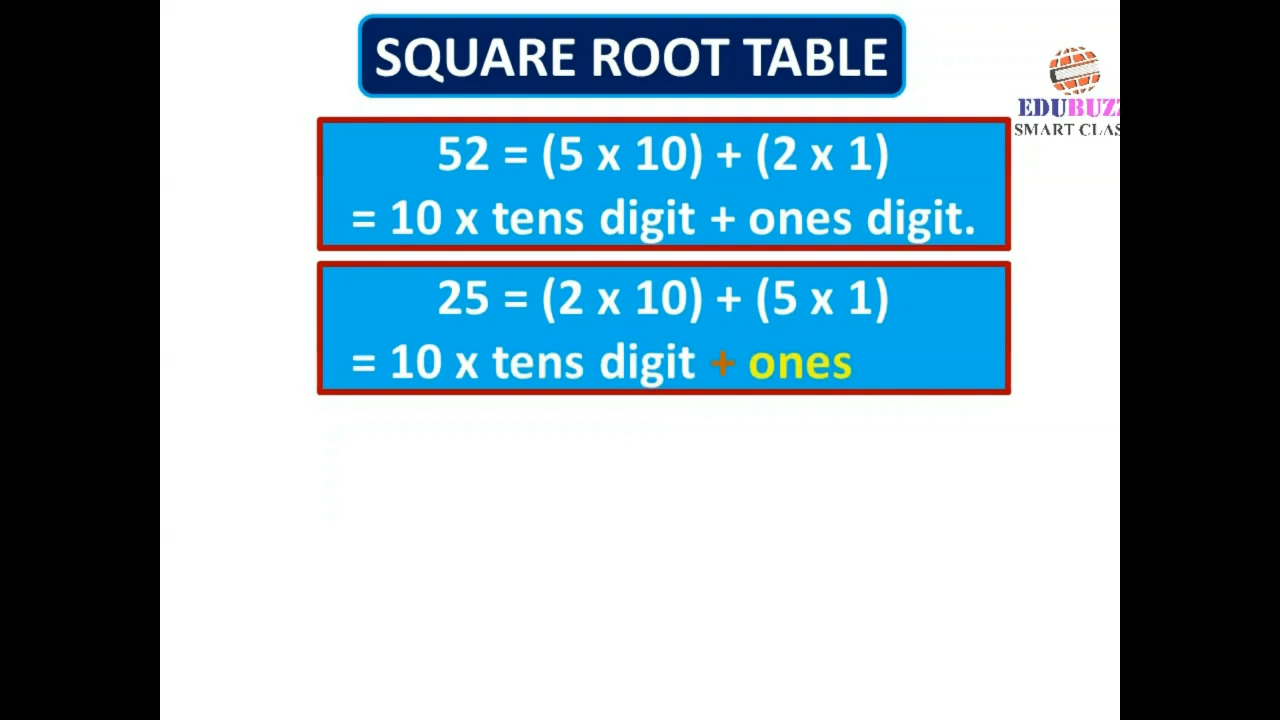 SQUARE ROOT TABLE
EDUBUZZ
SMART CLAS
52 = (5 x 10) + (2 x 1)
= 10 x tens digit + ones digit.
25 = (2 x 10) + (5 x 1)
= 10 x tens digit + ones